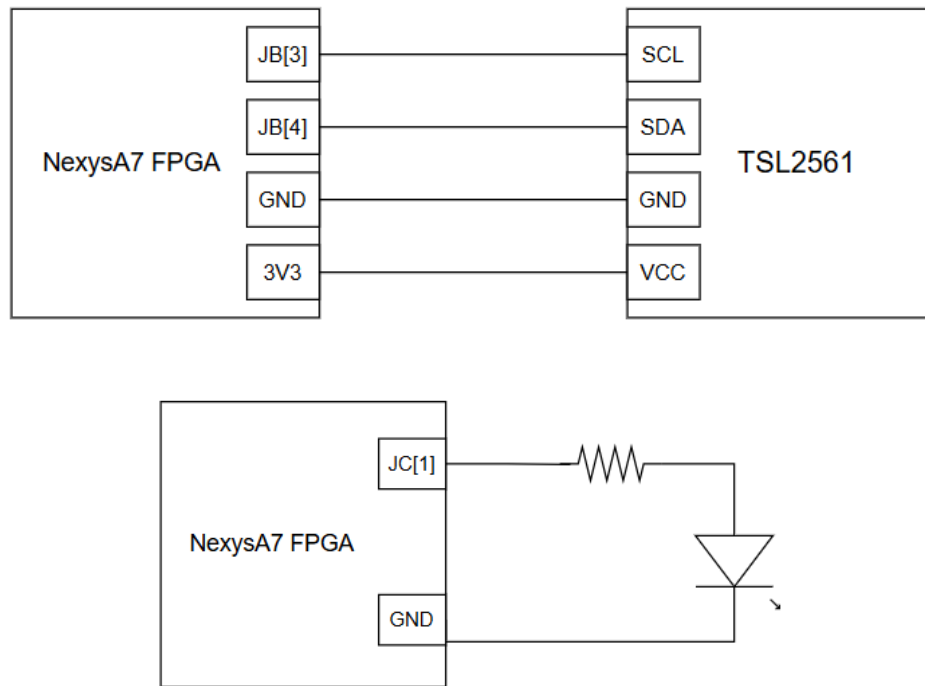 JB[3]
SCL
JB[4]
SDA
NexysA7 FPGA
TSL2561
GND
GND
3V3
VCC
JC[1]
NexysA7 FPGA
GND